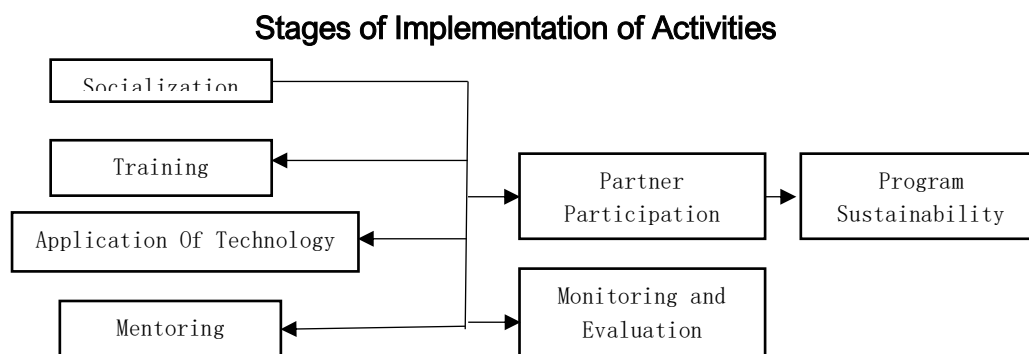 Stages of Implementation of Activities
Socialization
Training
Application Of Technology
Mentoring
Partner
Participation
Program
Sustainability
Monitoring and
Evaluation